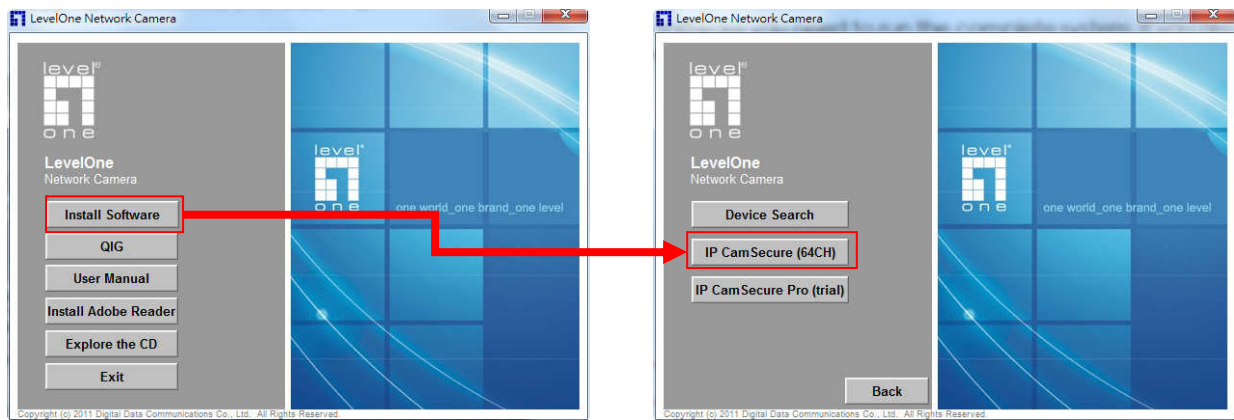 LevelOne Network Camera
level®
one
LevelOne
Network Camera
Install Software
QIG
User Manual
Install Adobe Reader
Explore the CD
Exit
level®
one
one world_one brand_one level
Copyright (c) 2011 Digital Data Communications Co., Ltd. All Rights Reserved.
LevelOne Network Camera
level®
one
LevelOne
Network Camera
Device Search
IP CamSecure (64CH)
IP CamSecure Pro (trial)
Back
level®
one
one world_one brand_one level
Copyright (c) 2011 Digital Data Communications Co., Ltd. All Rights Reserved.